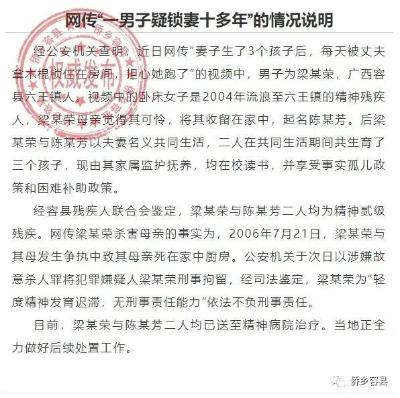 网传“一男子疑锁妻十多年”的情况说明
经公安机关查明，近日网传“妻子生了3个孩子后，每天被丈夫
拿木棍锁住在房间，担心她跑了”的视频中，男子为梁某荣，广西容
县六王镇人，视频中的卧床女子是2004年流浪至六王镇的精神残疾
人，梁某荣母亲觉得其可怜，将其收留在家中，起名陈某芳。后梁
某荣与陈某芳以夫妻名义共同生活，二人在共同生活期间共生育了
三个孩子，现由其家属监护抚养，均在校读书，并享受事实孤儿政
策和困难补助政策。
经容县残疾人联合会鉴定，梁某荣与陈某芳二人均为精神贰级
残疾。网传梁某荣杀害母亲的事实为，2006年7月21日，梁某荣与
其母发生争执中致其母亲死在家中厨房。公安机关于次日以涉嫌故
意杀人罪将犯罪嫌疑人梁某荣刑事拘留，经司法鉴定，梁某荣为“轻
度精神发育迟滞，无刑事责任能力”依法不负刑事责任。
目前，梁某荣与陈某芳二人均已送至精神病院治疗。当地正全
力做好后续处置工作。
权威发布
侨乡容县